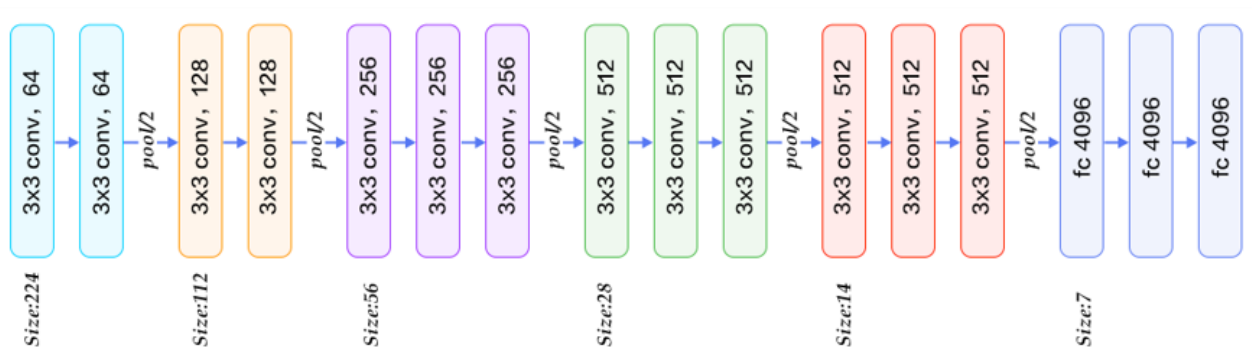 3x3 conv, 64
3x3 conv, 64
pool/2
3x3 conv, 128
3x3 conv, 128
pool/2
3x3 conv, 256
3x3 conv, 256
3x3 conv, 256
pool/2
3x3 conv, 512
3x3 conv, 512
3x3 conv, 512
pool/2
3x3 conv, 512
3x3 conv, 512
3x3 conv, 512
pool/2
fc 4096
fc 4096
fc 4096
Size:224
Size:112
Size:56
Size:28
Size:14
Size:7